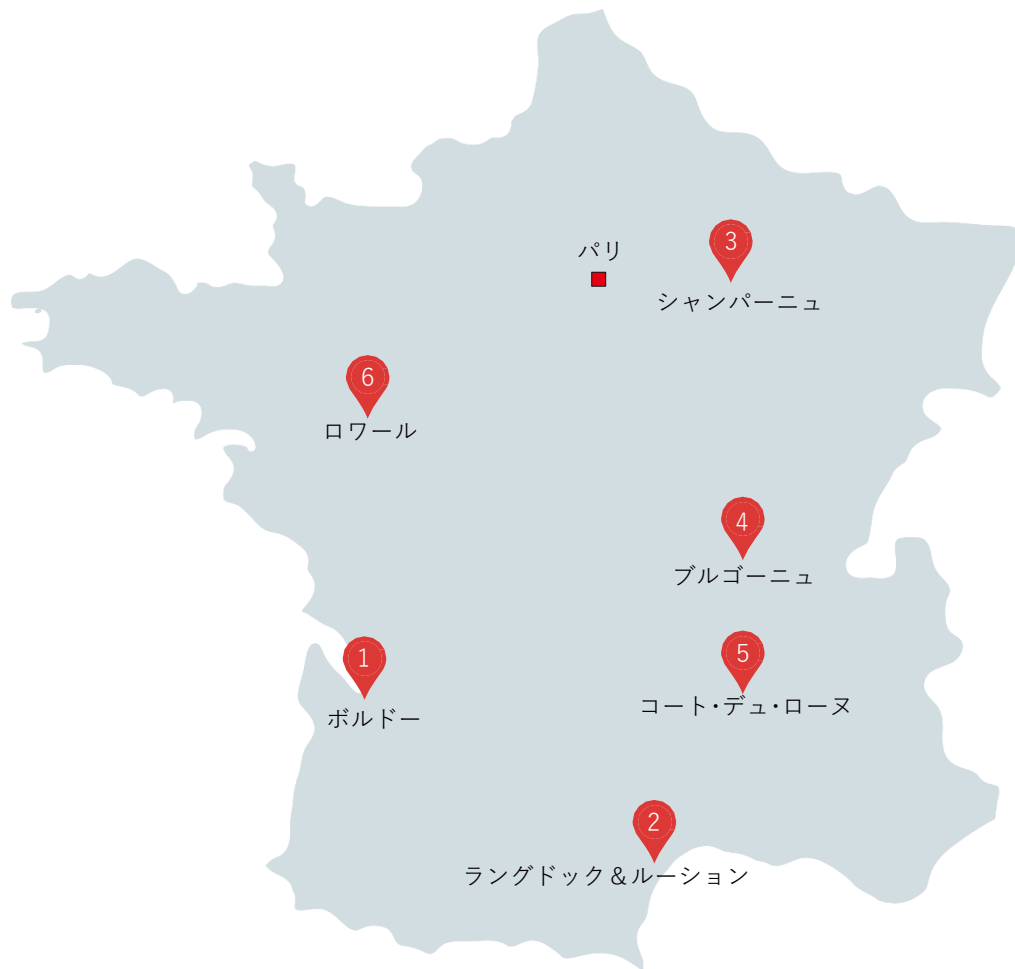 3
パリ
シャンパーニュ
6
ロワール
4
ブルゴーニュ
1
ボルドー
5
コート・デュ・ローヌ
2
ラングドック&ルーション